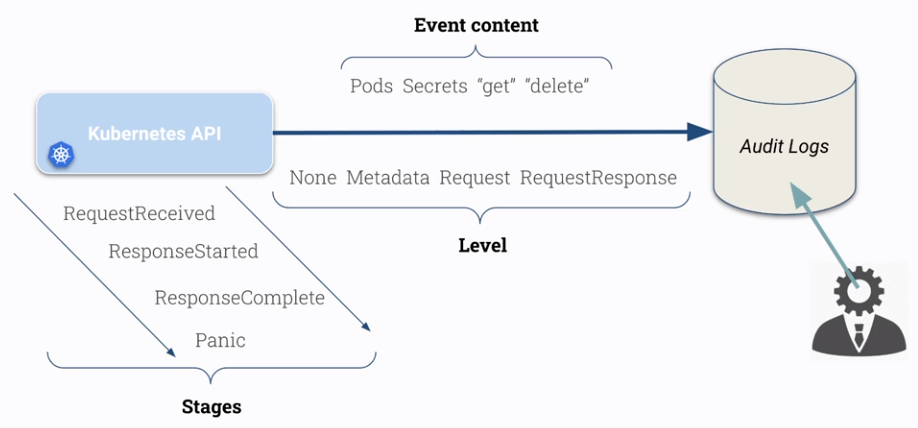 Event content
Pods Secrets “get” “delete”
Kubernetes API
Audit Logs
None Metadata Request RequestResponse
Level
RequestReceived
ResponseStarted
ResponseComplete
Panic
Stages